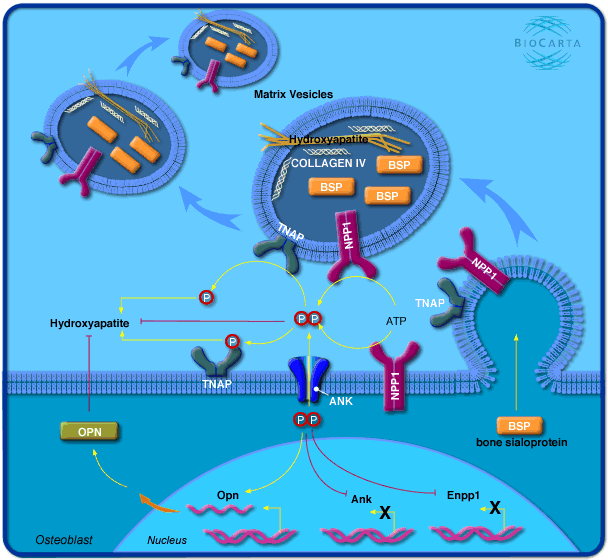 BIOCARTA
Matrix Vesicles
Hydroxyapatite
COLLAGEN IV
BSP
BSP
BSP
TNAP
NPP1
NPP1
TNAP
P
P P
ATP
Hydroxyapatite
P
TNAP
ANK
NPP1
P P
OPN
BSP
bone sialoprotein
Opn
Ank
Enpp1
X
X
Osteoblast
Nucleus